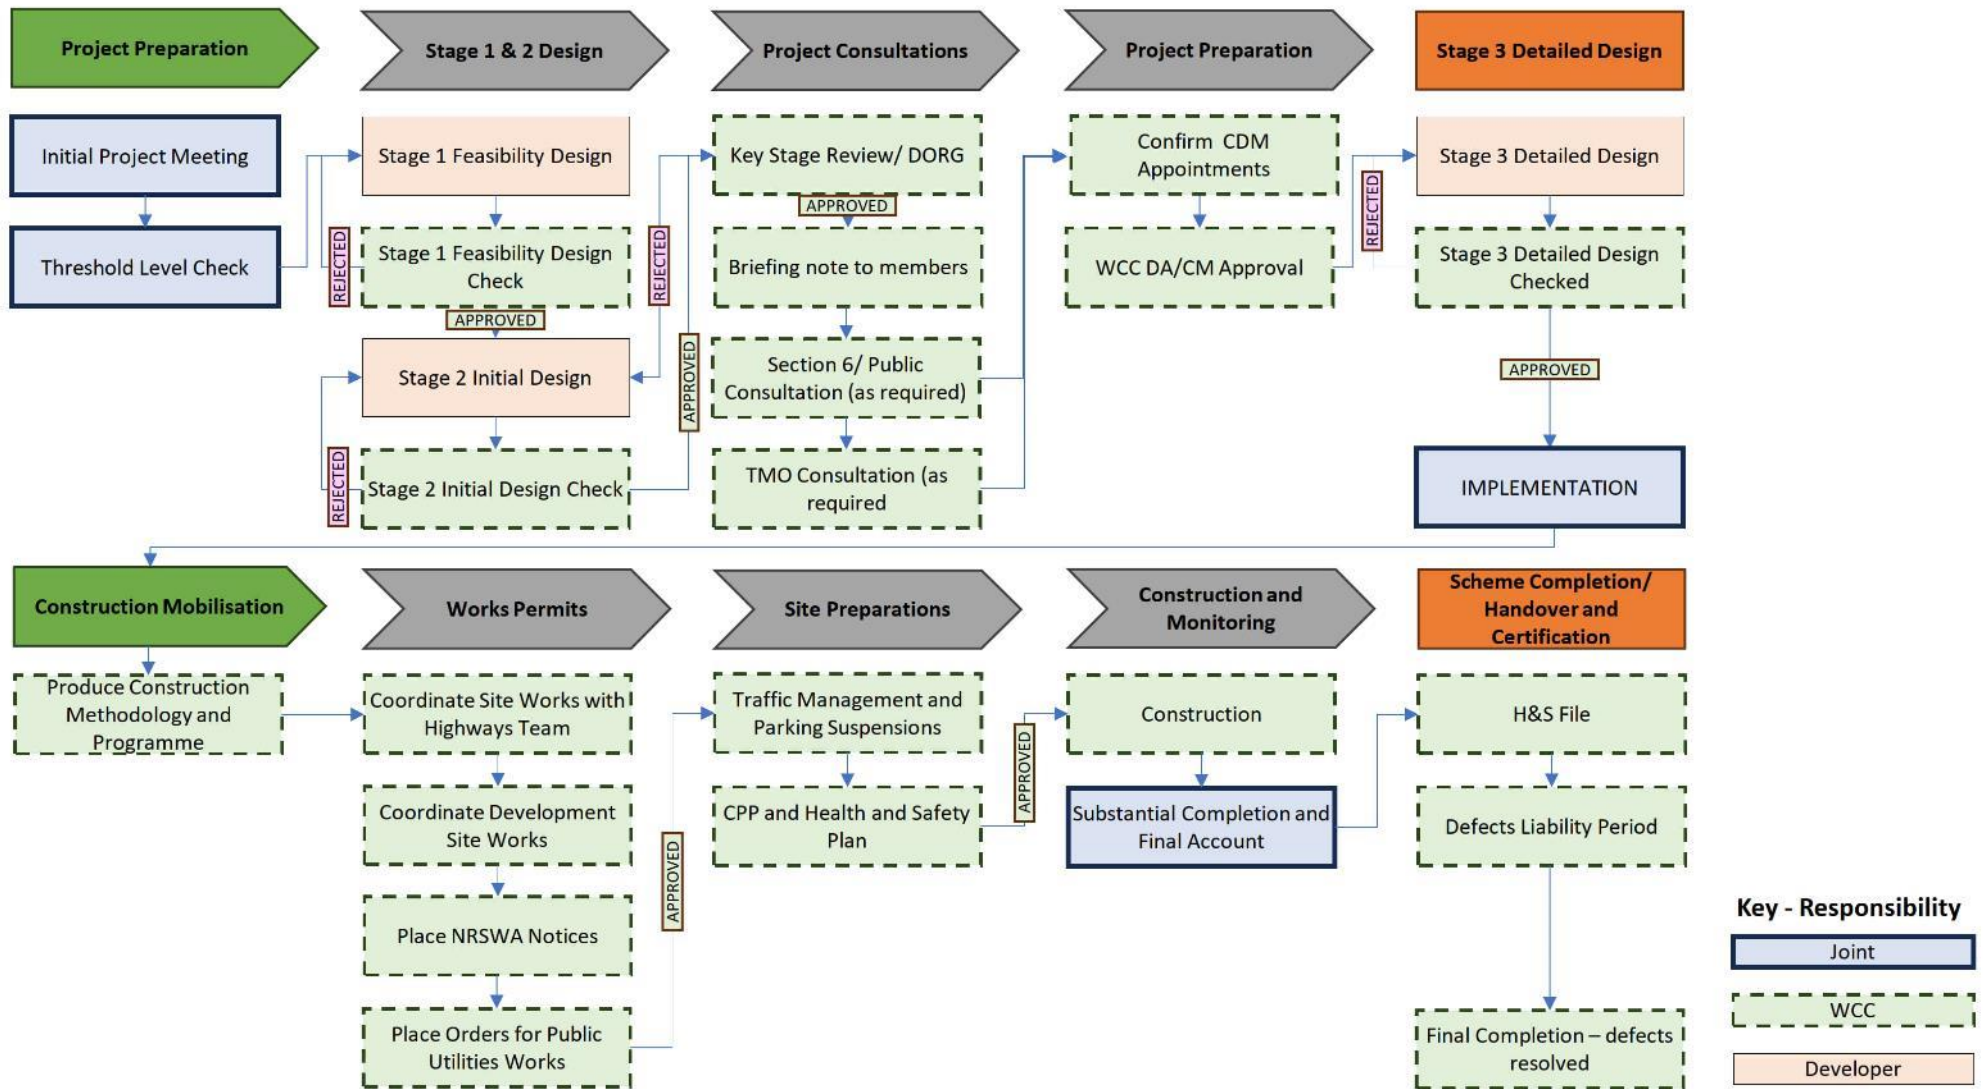 Project Preparation
Stage 1 & 2 Design
Project Consultations
Project Preparation
Stage 3 Detailed Design
Initial Project Meeting
Threshold Level Check
Stage 1 Feasibility Design
REJECTED
Stage 1 Feasibility Design
Check
APPROVED
Stage 2 Initial Design
REJECTED
Stage 2 Initial Design Check
REJECTED
APPROVED
Key Stage Review/ DORG
APPROVED
Briefing note to members
Section 6/ Public
Consultation (as required)
TMO Consultation (as
required
Confirm CDM
Appointments
WCC DA/CM Approval
REJECTED
Stage 3 Detailed Design
Stage 3 Detailed Design
Checked
APPROVED
IMPLEMENTATION
Construction Mobilisation
Works Permits
Site Preparations
Construction and
Monitoring
Scheme Completion/
Handover and
Certification
Produce Construction
Methodology and
Programme
Coordinate Site Works with
Highways Team
Coordinate Development
Site Works
Place NRSWA Notices
Place Orders for Public
Utilities Works
APPROVED
Traffic Management and
Parking Suspensions
CPP and Health and Safety
Plan
APPROVED
Construction
Substantial Completion and
Final Account
H&S File
Defects Liability Period
Final Completion – defects
resolved
Key - Responsibility
Joint
WCC
Developer